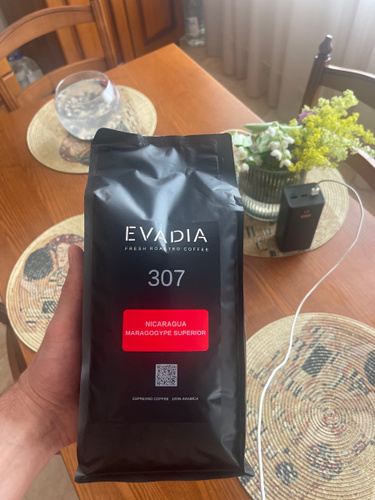 EVADIA
FRESH ROASTED COFFEE
307
NICARAGUA
MARAGOGYPE SUPERIOR
ESPRESSO COFFEE 100% ARABICA